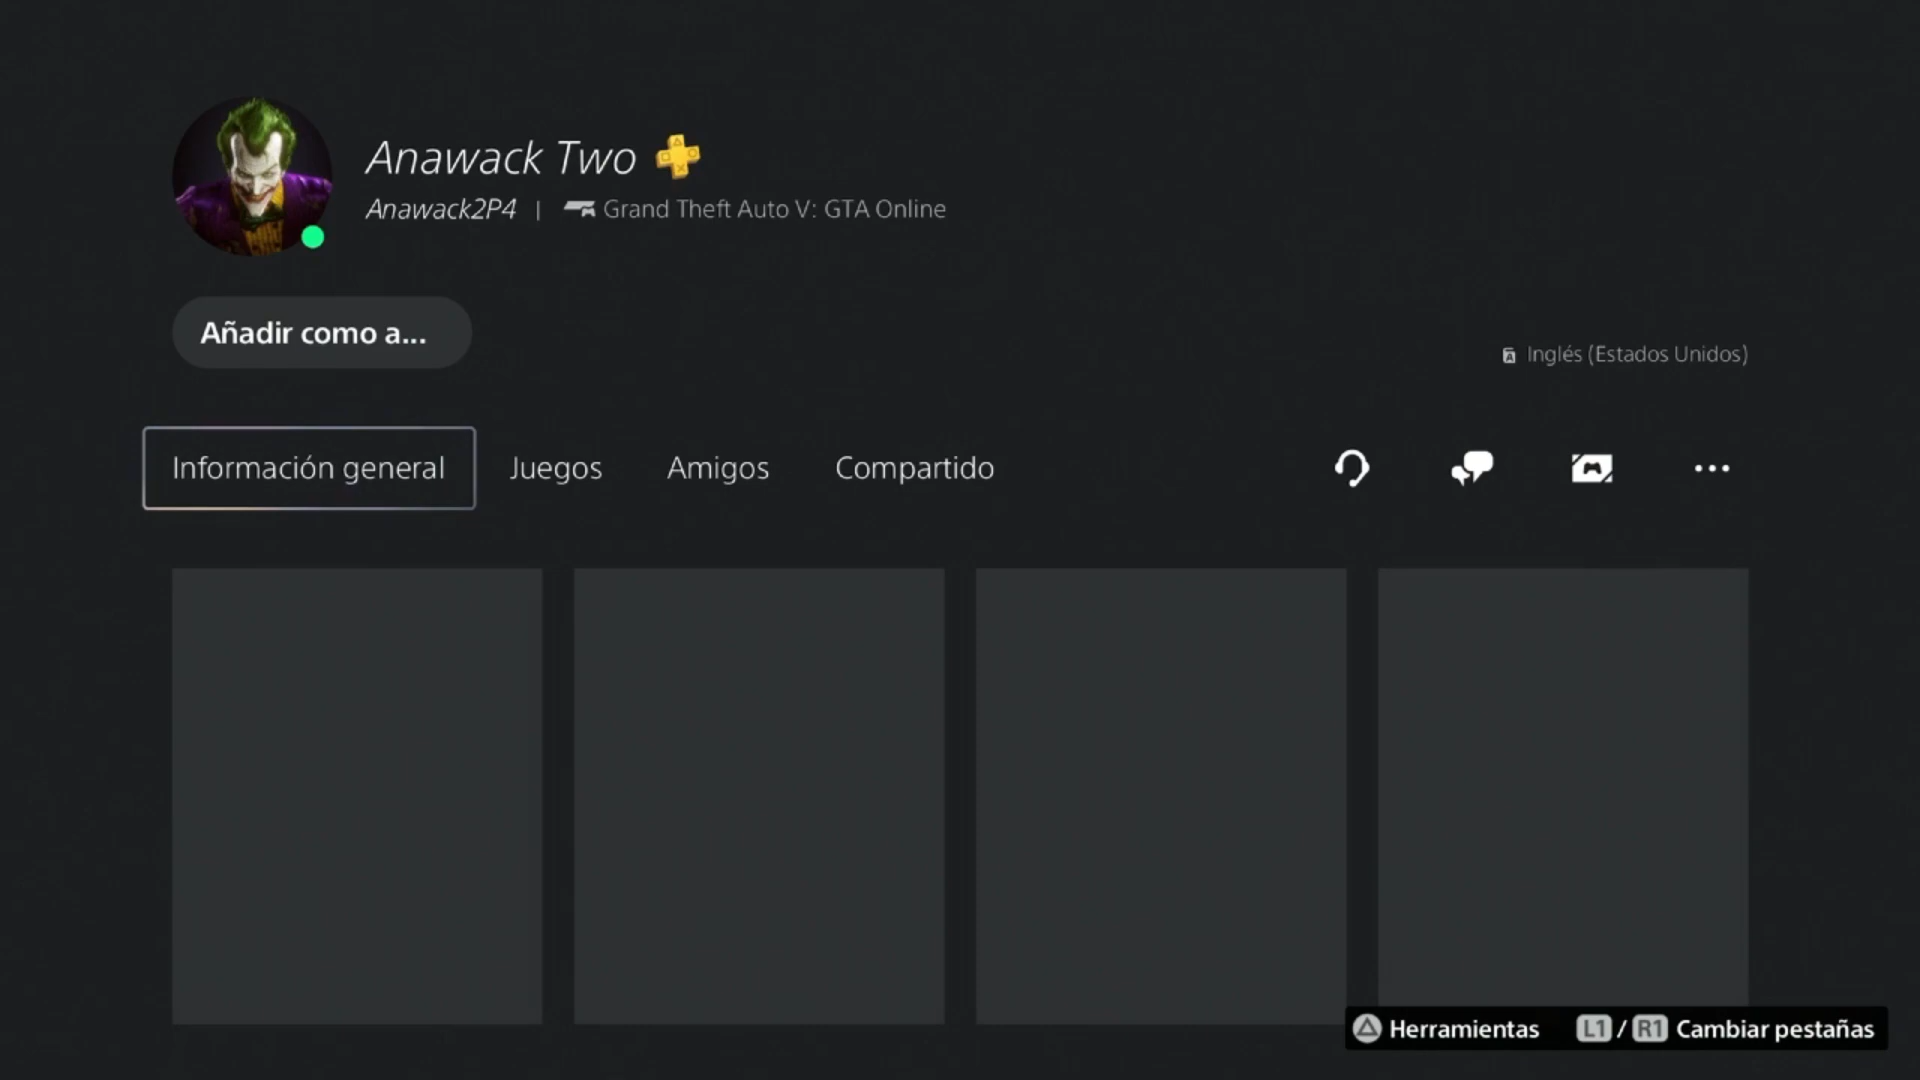 Anawack Two
Anawack2P4 | Grand Theft Auto V: GTA Online
Añadir como a...
Inglés (Estados Unidos)
Información general Juegos Amigos Compartido
Herramientas L1 / R1 Cambiar pestañas